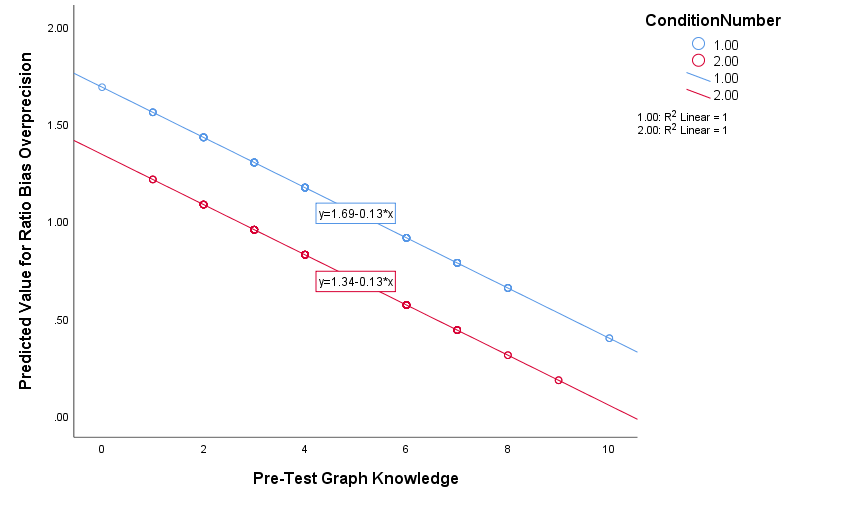 ConditionNumber
1.00
2.00
1.00
2.00
1.00: R² Linear = 1
2.00: R² Linear = 1
Predicted Value for Ratio Bias Overprecision
2.00
1.50
1.00
.50
.00
y=1.69-0.13*x
y=1.34-0.13*x
0 2 4 6 8 10
Pre-Test Graph Knowledge